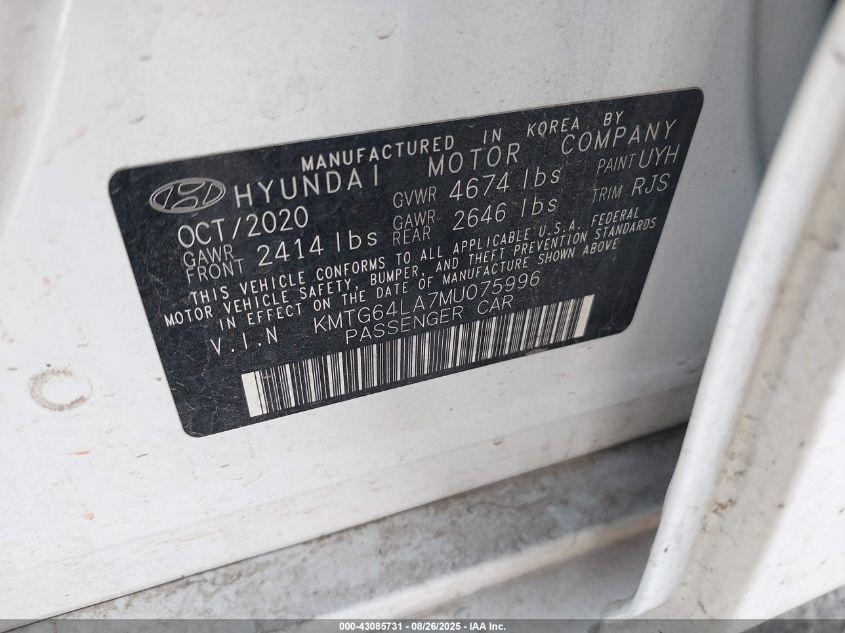 MANUFACTURED IN KOREA BY
HYUNDAI MOTOR COMPANY
OCT/2020 GVWR 4674 lbs PAINT UYH
GAWR FRONT 2414 lbs GAWR REAR 2646 lbs TRIM RJS
THIS VEHICLE CONFORMS TO ALL APPLICABLE U.S.A. FEDERAL
MOTOR VEHICLE SAFETY, BUMPER, AND THEFT PREVENTION STANDARDS
IN EFFECT ON THE DATE OF MANUFACTURE SHOWN ABOVE
V.I.N KMTG64LA7MU075996
PASSENGER CAR
000-43085731 - 08/26/2025 - IAA Inc.